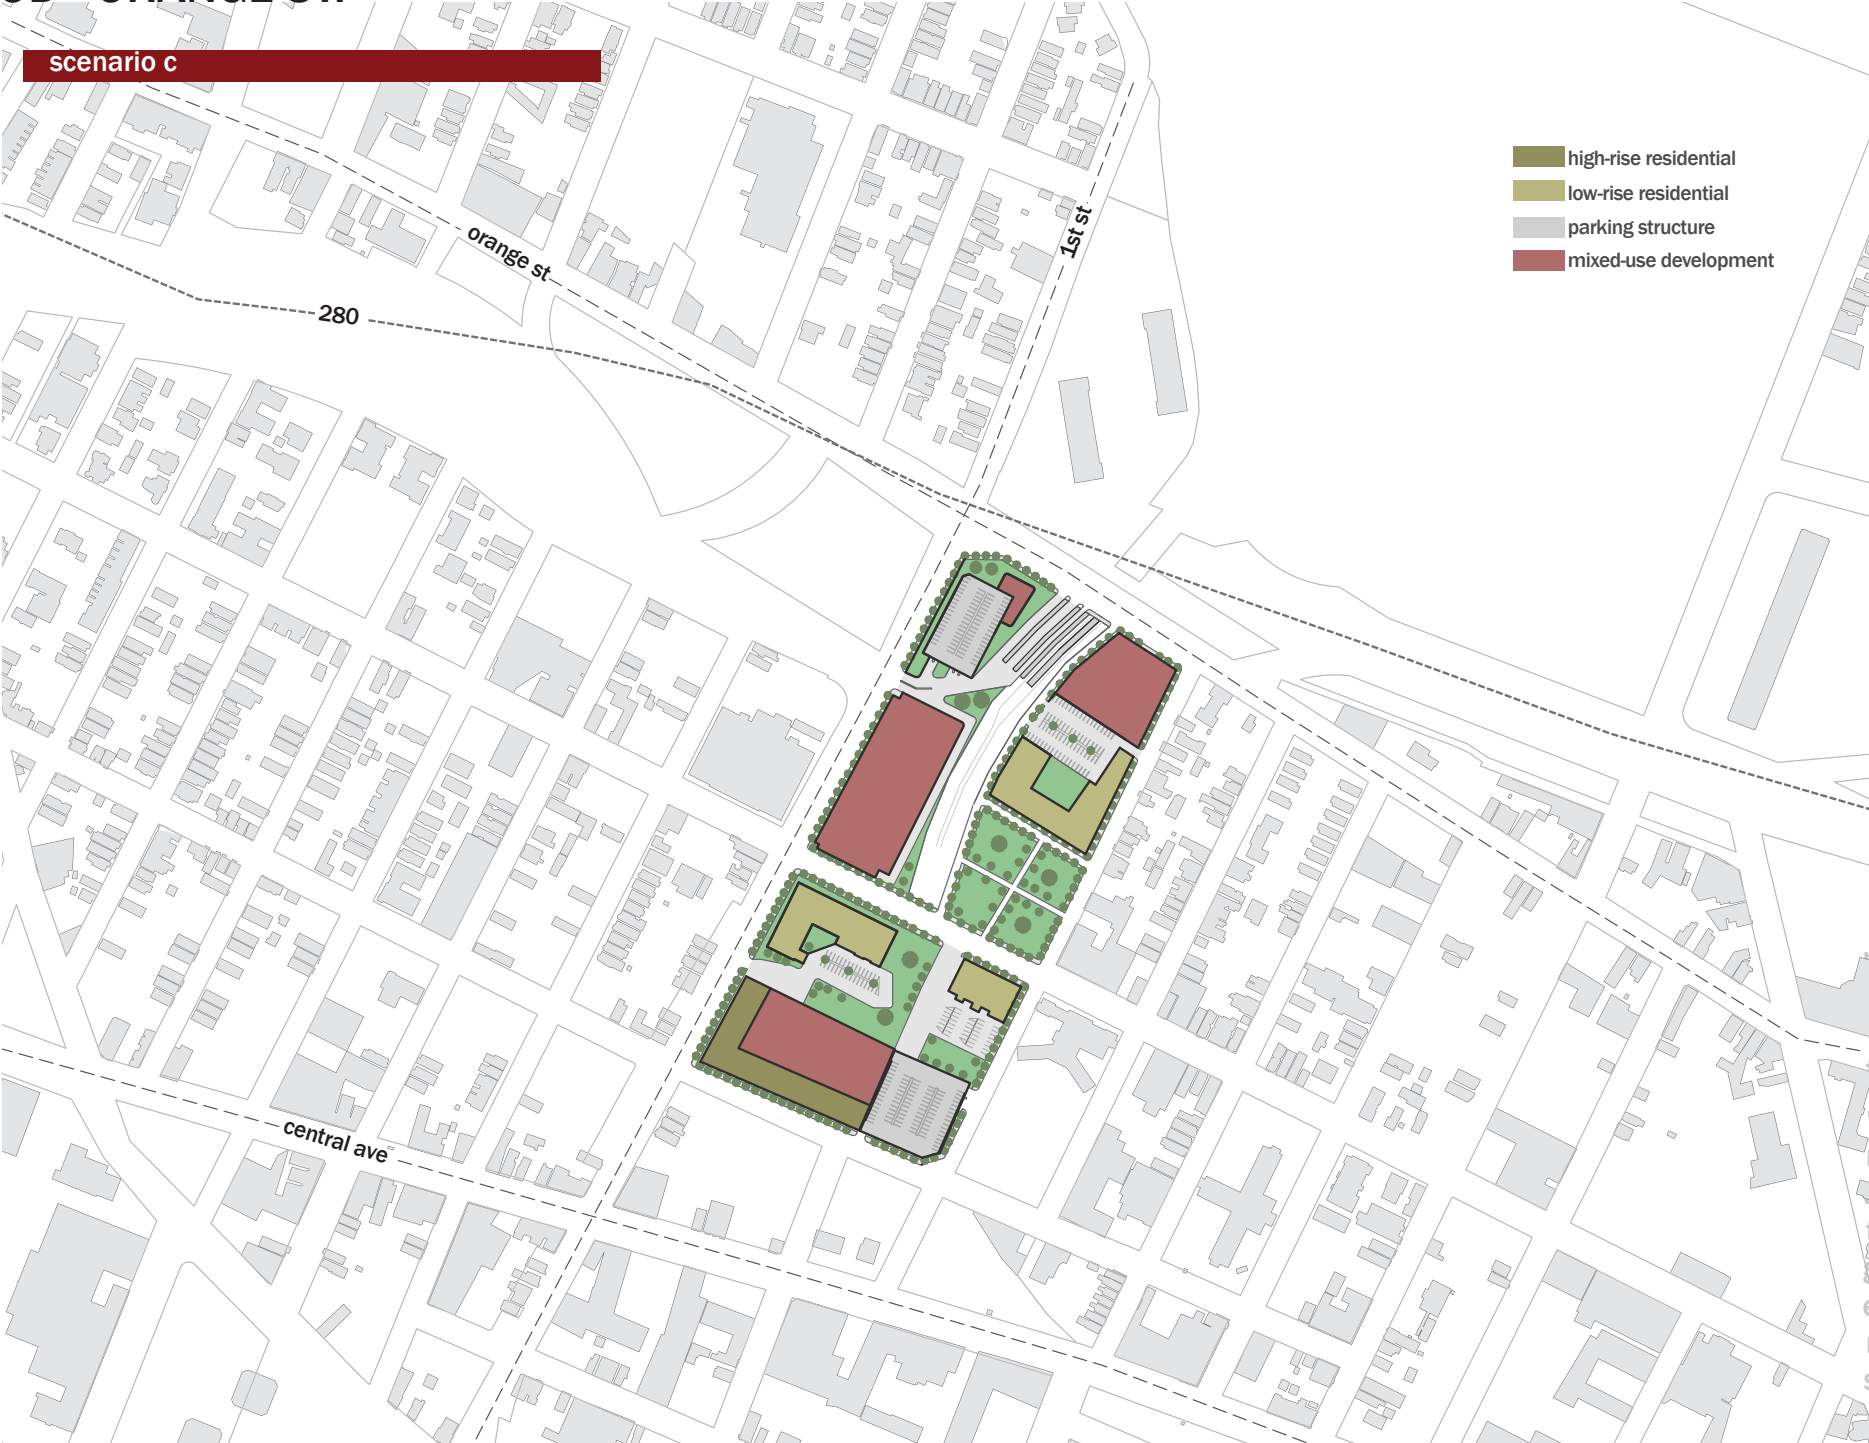 scenario c
high-rise residential
low-rise residential
parking structure
mixed-use development
1st st
orange st
280
central ave